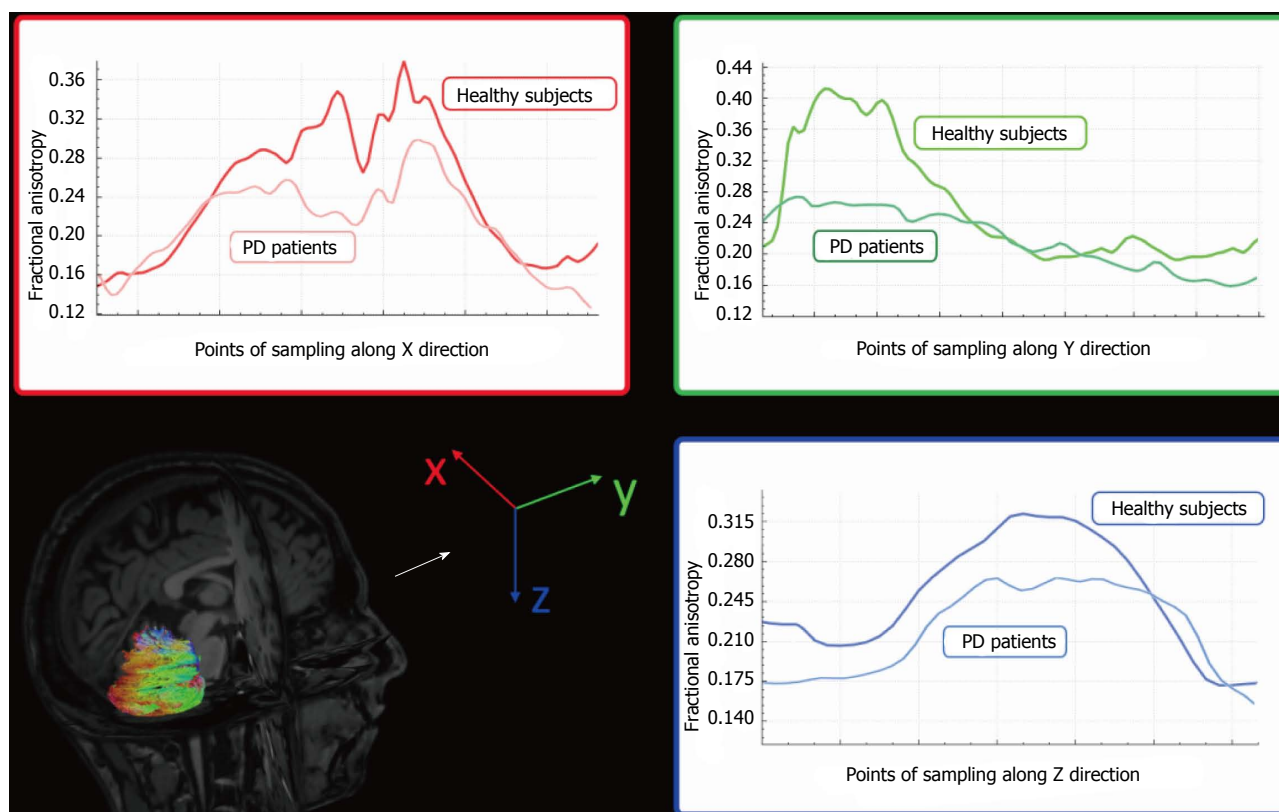 0.36
0.32
0.28
0.24
0.20
0.16
0.12
Fractional anisotropy
Healthy subjects
PD patients
Points of sampling along X direction
0.44
0.40
0.36
0.32
0.28
0.24
0.20
0.16
0.12
Fractional anisotropy
Healthy subjects
PD patients
Points of sampling along Y direction
X
y
Z
0.315
0.280
0.245
0.210
0.175
0.140
Fractional anisotropy
Healthy subjects
PD patients
Points of sampling along Z direction